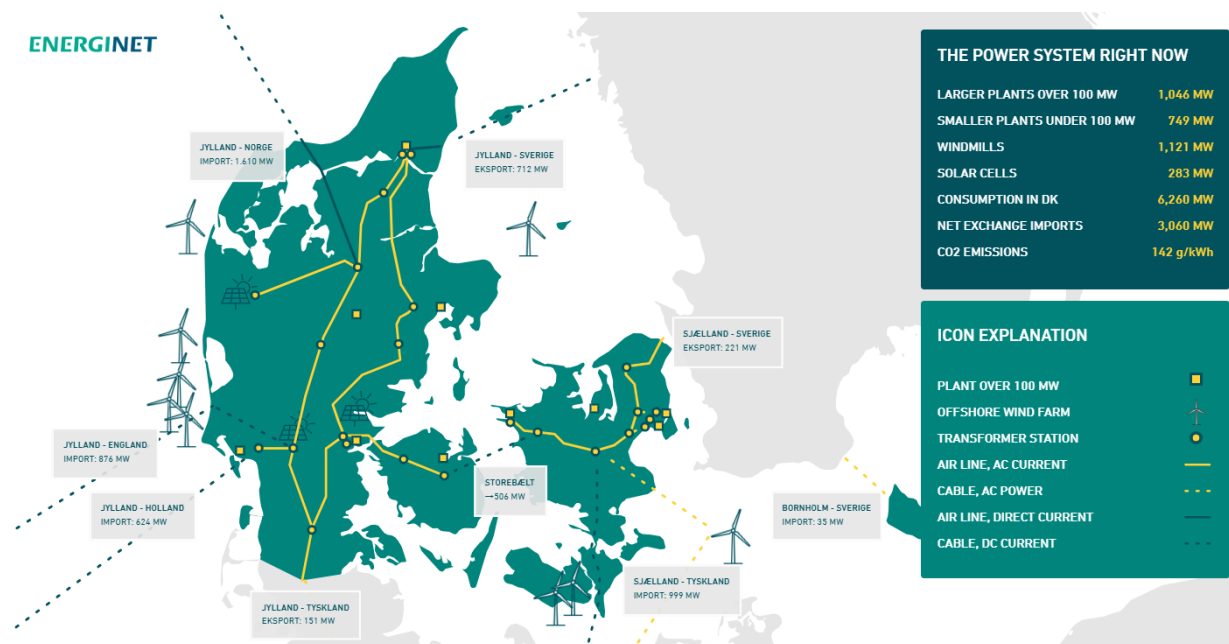 ENERGINET
JYLLAND - NORGE
IMPORT: 1.610 MW
JYLLAND - SVERIGE
EKSPORT: 712 MW
SJÆLLAND - SVERIGE
EKSPORT: 221 MW
JYLLAND - ENGLAND
IMPORT: 876 MW
JYLLAND - HOLLAND
IMPORT: 624 MW
STOREBÆLT
→506 MW
BORNHOLM - SVERIGE
IMPORT: 35 MW
SJÆLLAND - TYSKLAND
IMPORT: 999 MW
JYLLAND - TYSKLAND
EKSPORT: 151 MW
THE POWER SYSTEM RIGHT NOW
LARGER PLANTS OVER 100 MW 1,046 MW
SMALLER PLANTS UNDER 100 MW 749 MW
WINDMILLS 1,121 MW
SOLAR CELLS 283 MW
CONSUMPTION IN DK 6,260 MW
NET EXCHANGE IMPORTS 3,060 MW
CO2 EMISSIONS 142 g/kWh
ICON EXPLANATION
PLANT OVER 100 MW
OFFSHORE WIND FARM
TRANSFORMER STATION
AIR LINE, AC CURRENT
CABLE, AC POWER
AIR LINE, DIRECT CURRENT
CABLE, DC CURRENT